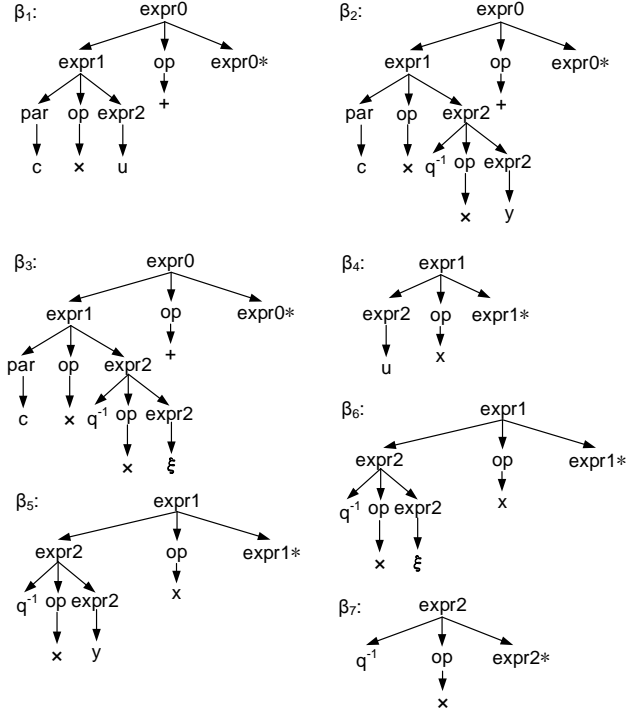 β₁: expr0 β₂: expr0
expr1 op expr0* expr1 op expr0*
par op expr2 + par op expr2 +
c × u c × q⁻¹ op expr2
× y
β₃: expr0 β₄: expr1
expr1 op expr0* expr2 op expr1*
par op expr2 + u x
c × q⁻¹ op expr2
× ξ
β₆: expr1
expr2 op expr1*
q⁻¹ op expr2 x
× ξ
β₅: expr1
expr2 op expr1*
q⁻¹ op expr2 x
× y
β₇: expr2
q⁻¹ op expr2*
×